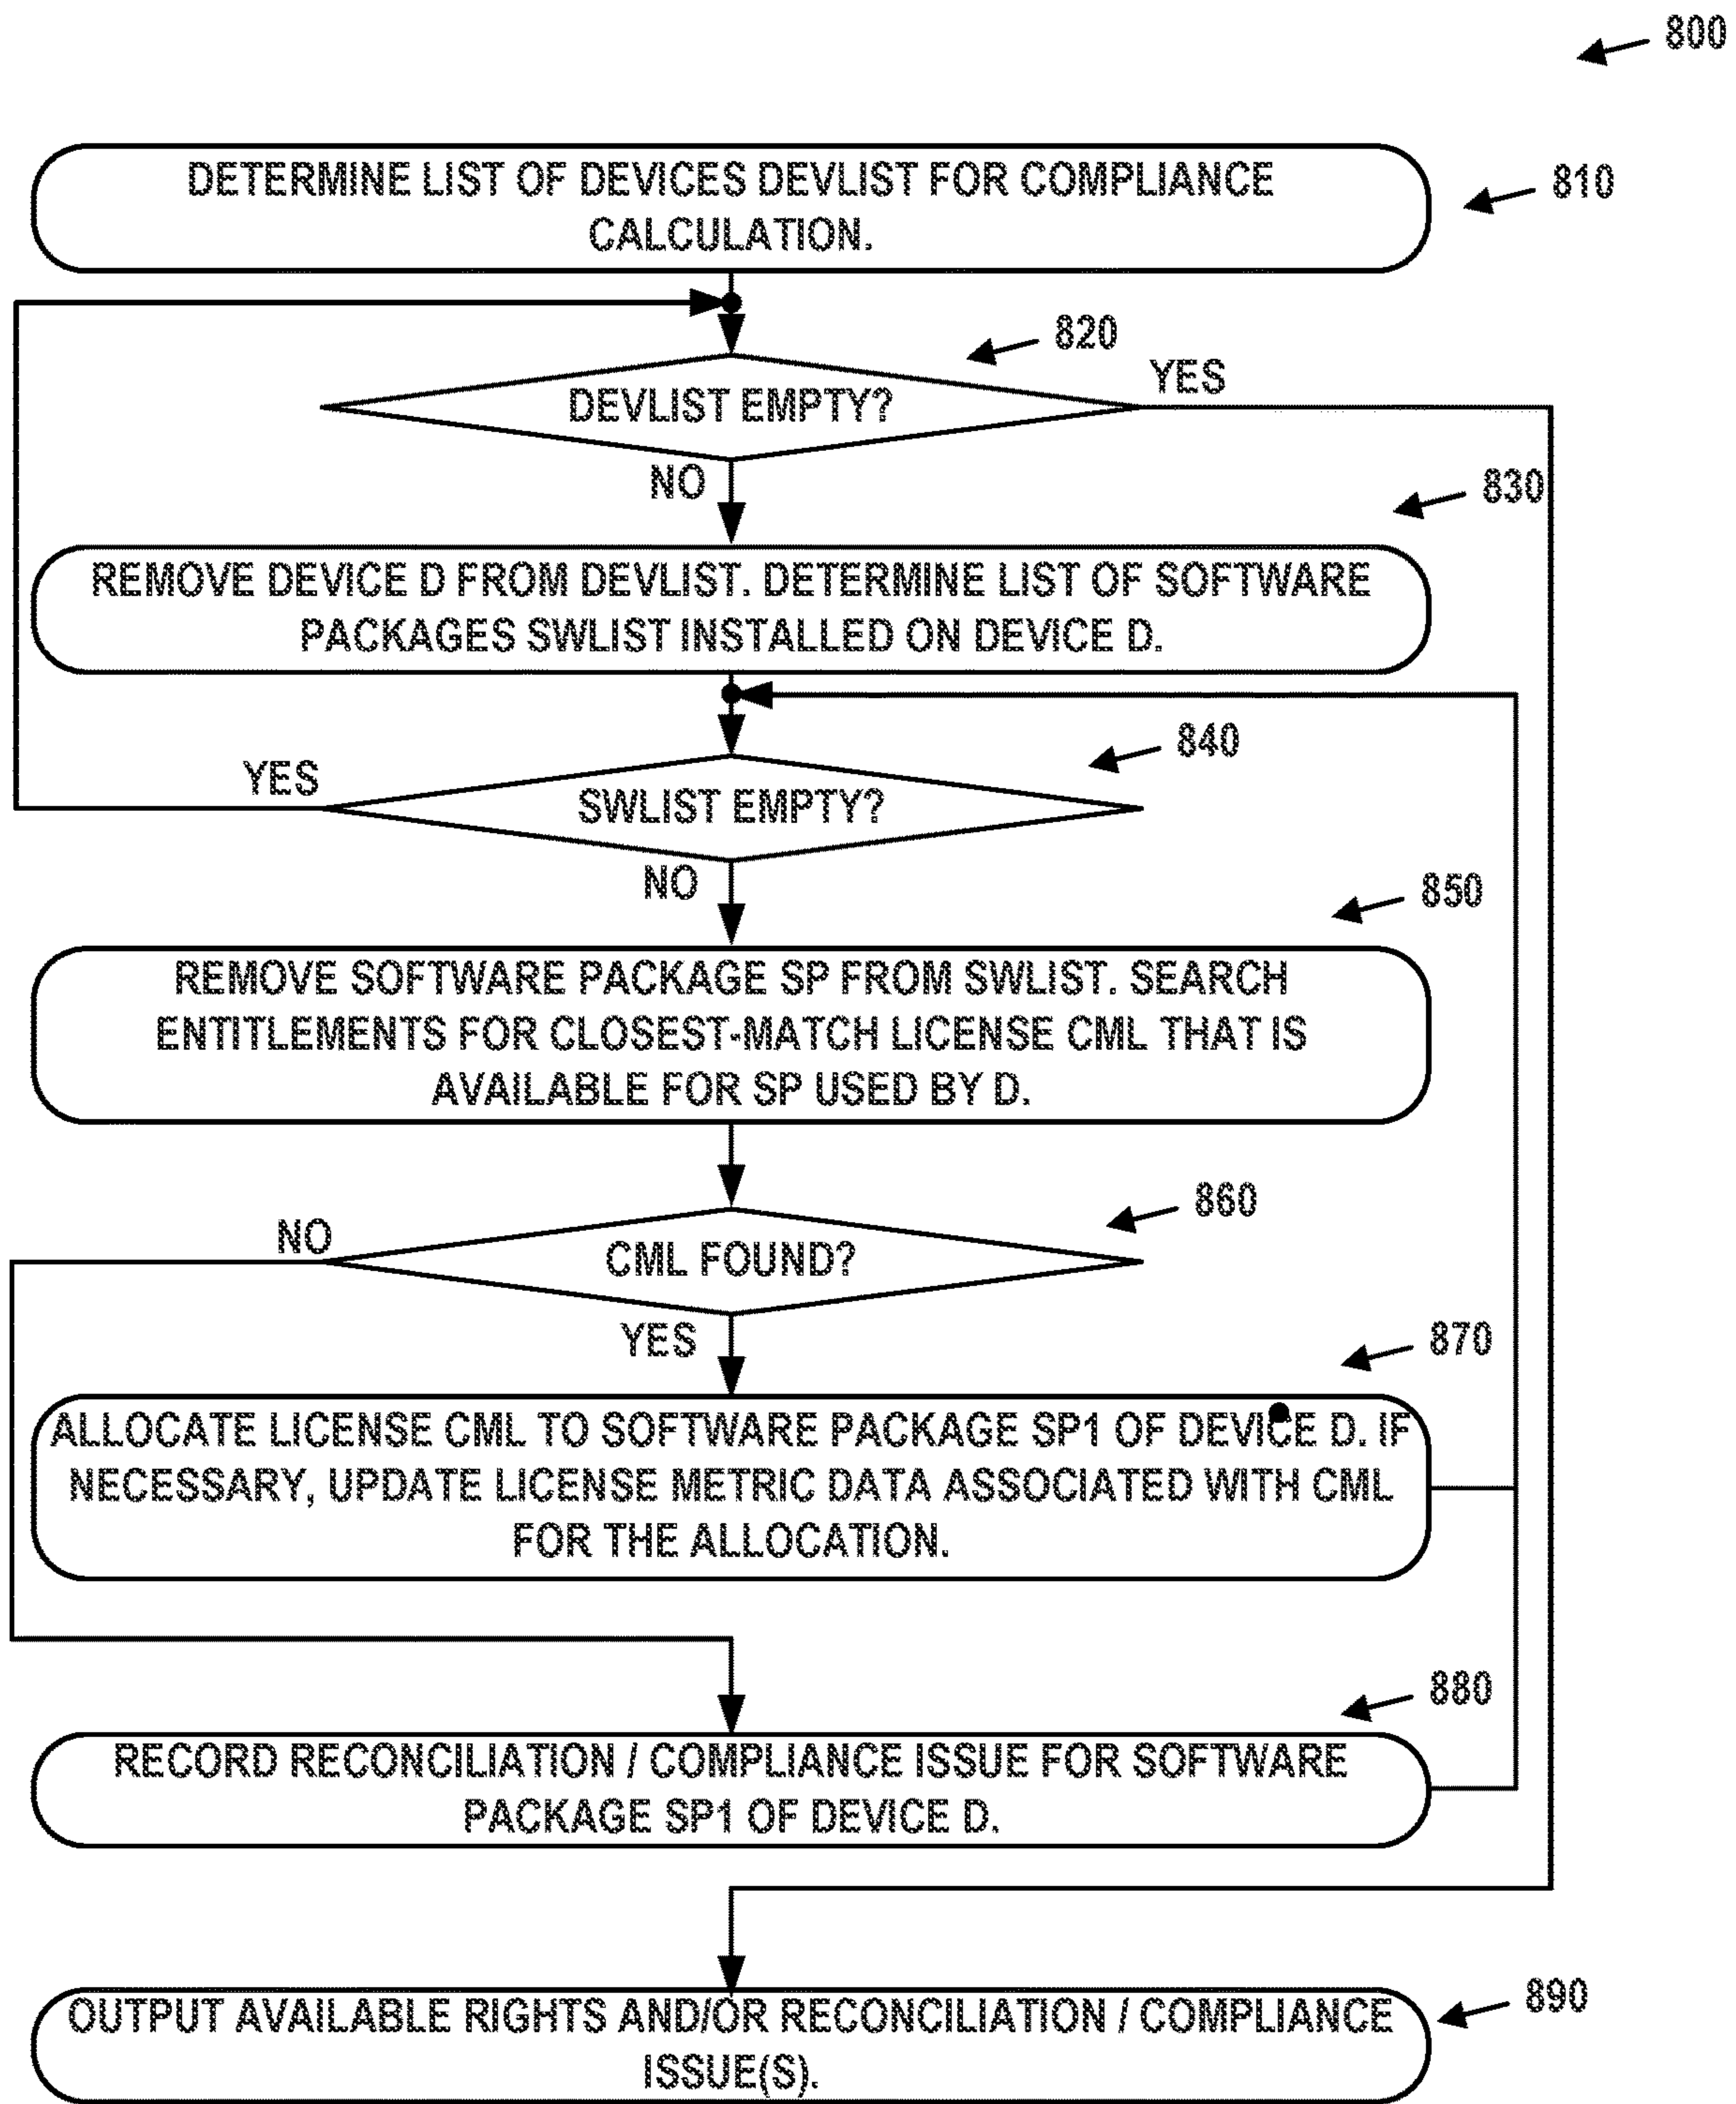 800
DETERMINE LIST OF DEVICES DEVLIST FOR COMPLIANCE
CALCULATION.
810
820
DEVLIST EMPTY?
YES
NO
830
REMOVE DEVICE D FROM DEVLIST. DETERMINE LIST OF SOFTWARE
PACKAGES SWLIST INSTALLED ON DEVICE D.
840
YES
SWLIST EMPTY?
NO
850
REMOVE SOFTWARE PACKAGE SP FROM SWLIST. SEARCH
ENTITLEMENTS FOR CLOSEST-MATCH LICENSE CML THAT IS
AVAILABLE FOR SP USED BY D.
860
NO
CML FOUND?
YES
870
ALLOCATE LICENSE CML TO SOFTWARE PACKAGE SP1 OF DEVICE D. IF
NECESSARY, UPDATE LICENSE METRIC DATA ASSOCIATED WITH CML
FOR THE ALLOCATION.
880
RECORD RECONCILIATION / COMPLIANCE ISSUE FOR SOFTWARE
PACKAGE SP1 OF DEVICE D.
890
OUTPUT AVAILABLE RIGHTS AND/OR RECONCILIATION / COMPLIANCE
ISSUE(S).